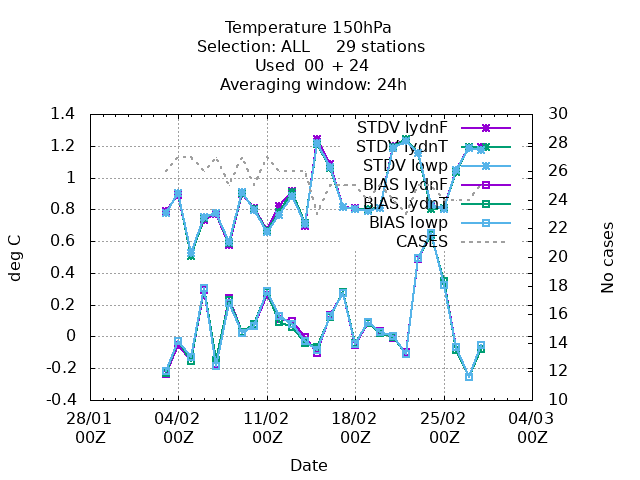 Temperature 150hPa
Selection: ALL 29 stations
Used 00 + 24
Averaging window: 24h
1.4
1.2
1
0.8
0.6
0.4
0.2
0
-0.2
-0.4
deg C
30
28
26
24
22
20
18
16
14
12
10
No cases
STDV lydnF
STDV lydnT
STDV lowp
BIAS lydnF
BIAS lydnT
BIAS lowp
CASES
28/01 04/02 11/02 18/02 25/02 04/03
00Z 00Z 00Z 00Z 00Z 00Z
Date